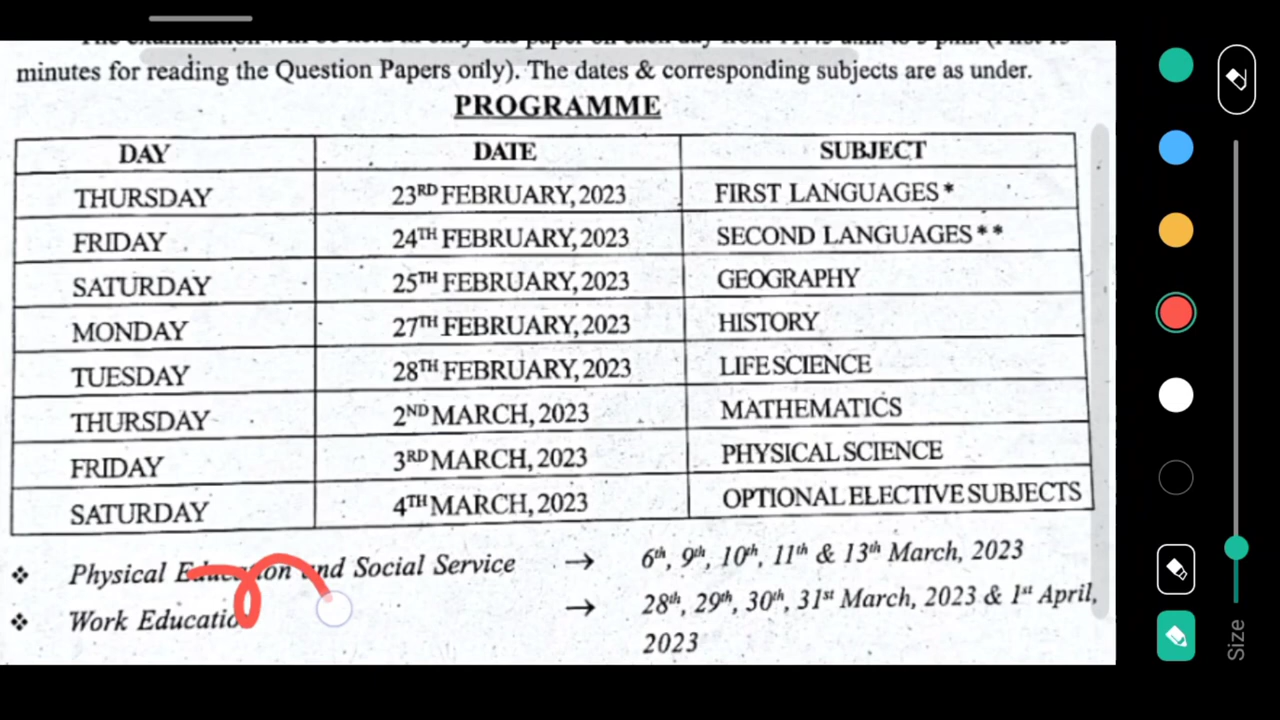 minutes for reading the Question Papers only). The dates & corresponding subjects are as under.
PROGRAMME
DAY DATE SUBJECT
THURSDAY 23RD FEBRUARY, 2023 FIRST LANGUAGES *
FRIDAY 24TH FEBRUARY, 2023 SECOND LANGUAGES **
SATURDAY 25TH FEBRUARY, 2023 GEOGRAPHY
MONDAY 27TH FEBRUARY, 2023 HISTORY
TUESDAY 28TH FEBRUARY, 2023 LIFE SCIENCE
THURSDAY 2ND MARCH, 2023 MATHEMATICS
FRIDAY 3RD MARCH, 2023 PHYSICAL SCIENCE
SATURDAY 4TH MARCH, 2023 OPTIONAL ELECTIVE SUBJECTS
❖ Physical Education and Social Service → 6th, 9th, 10th, 11th & 13th March, 2023
❖ Work Education → 28th, 29th, 30th, 31st March, 2023 & 1st April,
2023
Size